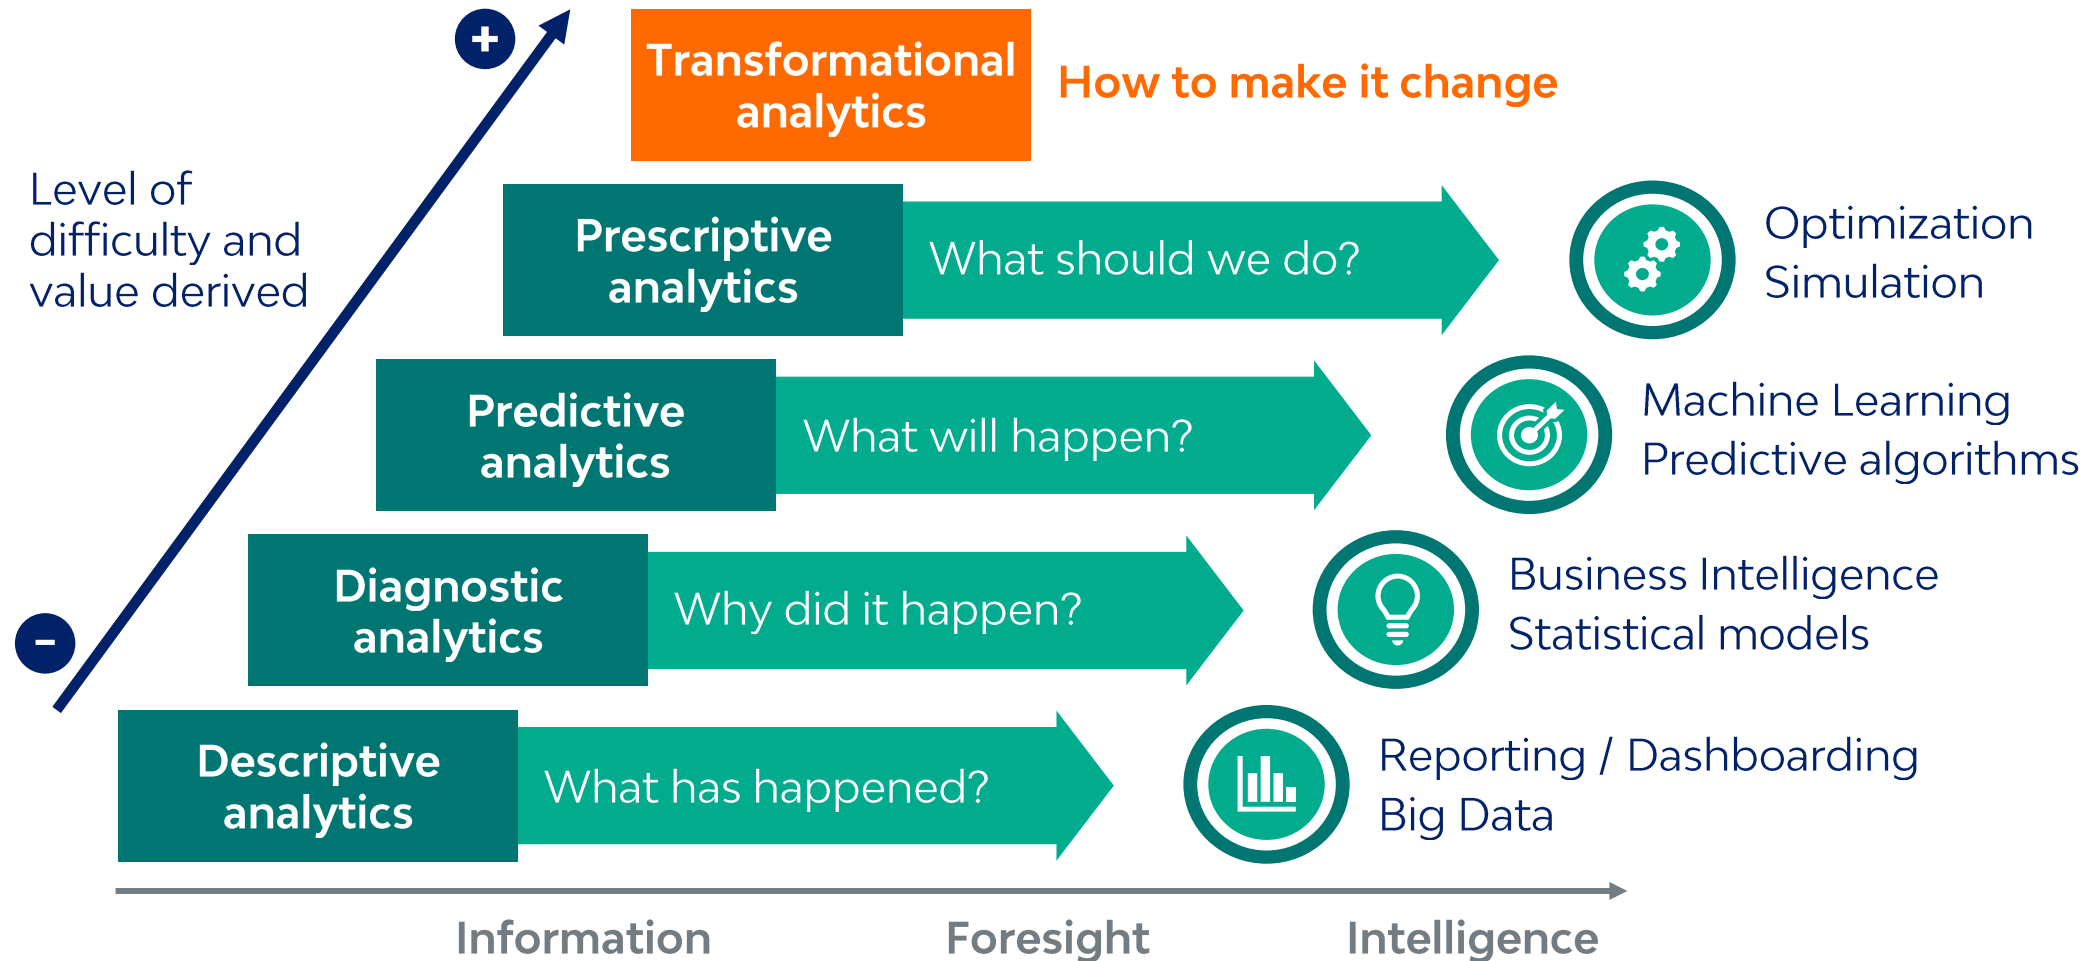 +
Transformational
analytics
How to make it change
Level of
difficulty and
value derived
Prescriptive
analytics
What should we do?
Optimization
Simulation
Predictive
analytics
What will happen?
Machine Learning
Predictive algorithms
Diagnostic
analytics
Why did it happen?
Business Intelligence
Statistical models
-
Descriptive
analytics
What has happened?
Reporting / Dashboarding
Big Data
Information
Foresight
Intelligence